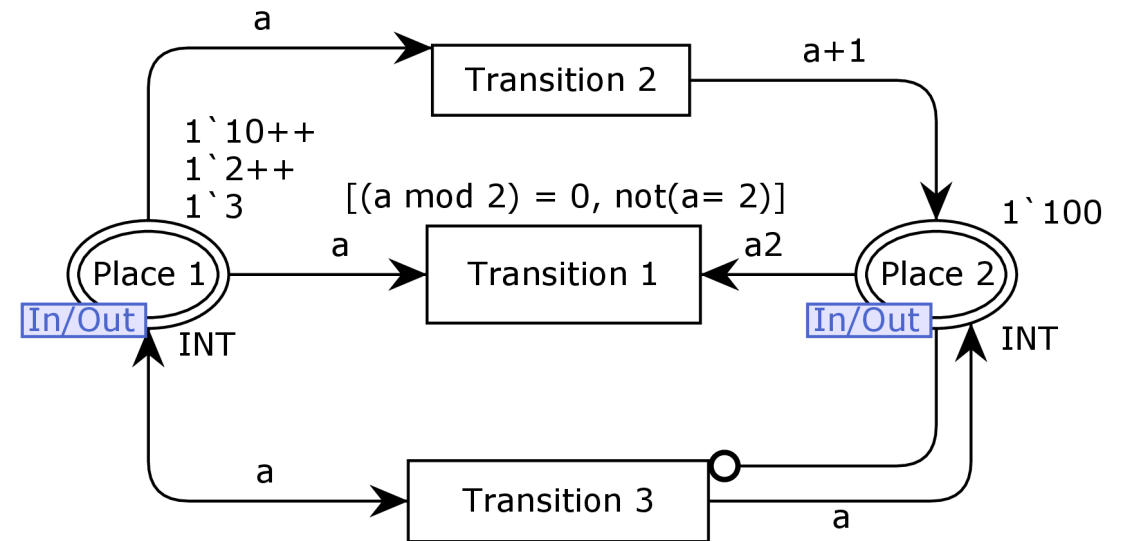 a
a+1
Transition 2
1`10++
1`2++
1`3
[(a mod 2) = 0, not(a= 2)]
1`100
a
a2
Place 1
Transition 1
Place 2
In/Out
In/Out
INT
INT
a
Transition 3
a